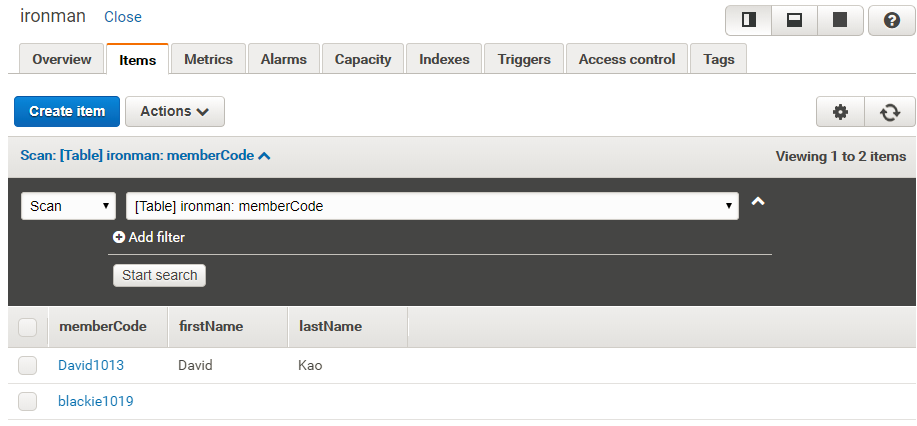 ironman Close
Overview Items Metrics Alarms Capacity Indexes Triggers Access control Tags
Create item Actions
Scan: [Table] ironman: memberCode Viewing 1 to 2 items
Scan [Table] ironman: memberCode
Add filter
Start search
memberCode firstName lastName
David1013 David Kao
blackie1019